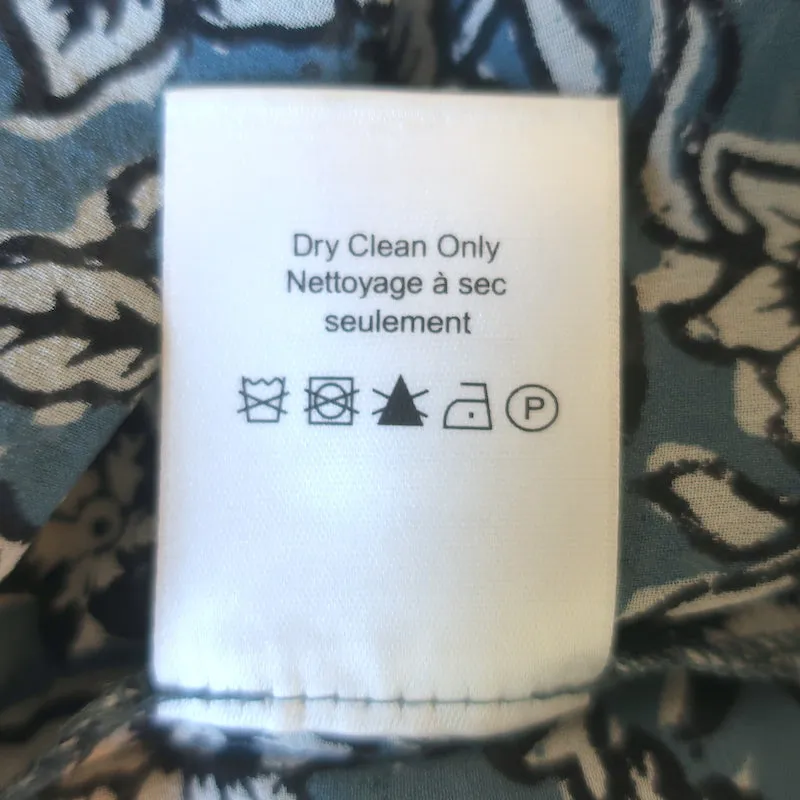 Dry Clean Only
Nettoyage à sec
seulement
P